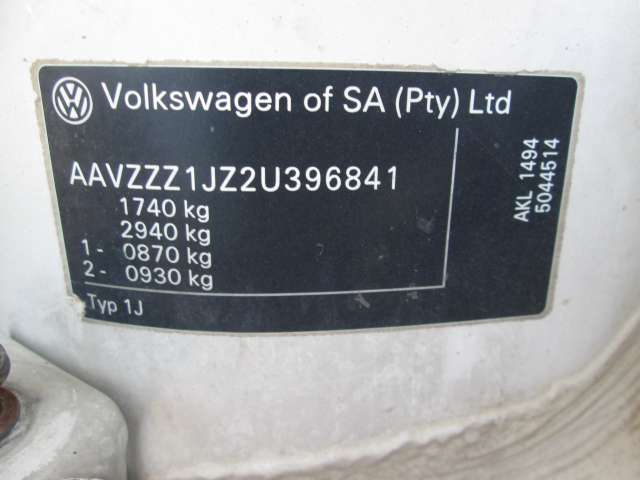 Volkswagen of SA (Pty) Ltd
AAVZZZ1JZ2U396841
1740 kg
2940 kg
1- 0870 kg
2- 0930 kg
Typ 1J
AKL 1494
5044514